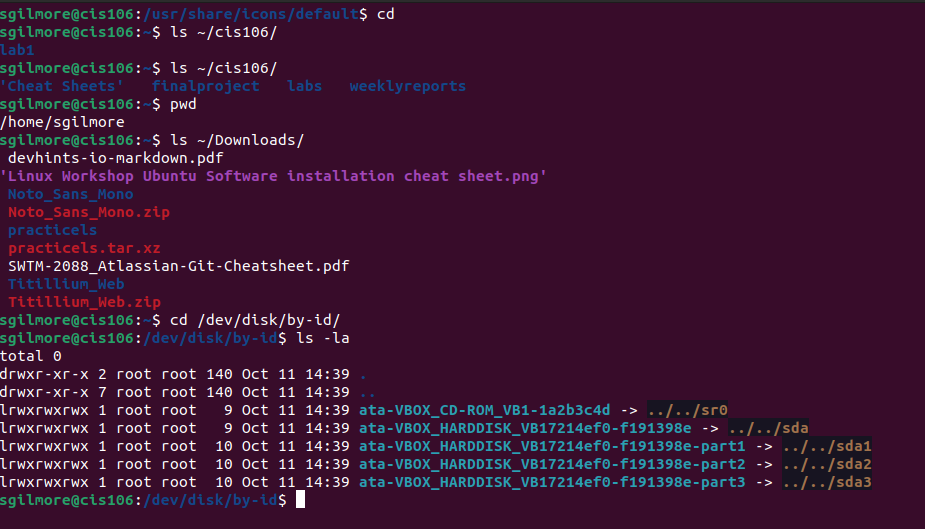 sgilmore@cis106:/usr/share/icons/default$ cd
sgilmore@cis106:~$ ls ~/cis106/
lab1
sgilmore@cis106:~$ ls ~/cis106/
'Cheat Sheets'   finalproject   labs   weeklyreports
sgilmore@cis106:~$ pwd
/home/sgilmore
sgilmore@cis106:~$ ls ~/Downloads/
 devhints-io-markdown.pdf
'Linux Workshop Ubuntu Software installation cheat sheet.png'
 Noto_Sans_Mono
 Noto_Sans_Mono.zip
 practicels
 practicels.tar.xz
 SWTM-2088_Atlassian-Git-Cheatsheet.pdf
 Titillium_Web
 Titillium_Web.zip
sgilmore@cis106:~$ cd /dev/disk/by-id/
sgilmore@cis106:/dev/disk/by-id$ ls -la
total 0
drwxr-xr-x 2 root root 140 Oct 11 14:39 .
drwxr-xr-x 7 root root 140 Oct 11 14:39 ..
lrwxrwxrwx 1 root root   9 Oct 11 14:39 ata-VBOX_CD-ROM_VB1-1a2b3c4d -> ../../sr0
lrwxrwxrwx 1 root root   9 Oct 11 14:39 ata-VBOX_HARDDISK_VB17214ef0-f191398e -> ../../sda
lrwxrwxrwx 1 root root  10 Oct 11 14:39 ata-VBOX_HARDDISK_VB17214ef0-f191398e-part1 -> ../../sda1
lrwxrwxrwx 1 root root  10 Oct 11 14:39 ata-VBOX_HARDDISK_VB17214ef0-f191398e-part2 -> ../../sda2
lrwxrwxrwx 1 root root  10 Oct 11 14:39 ata-VBOX_HARDDISK_VB17214ef0-f191398e-part3 -> ../../sda3
sgilmore@cis106:/dev/disk/by-id$